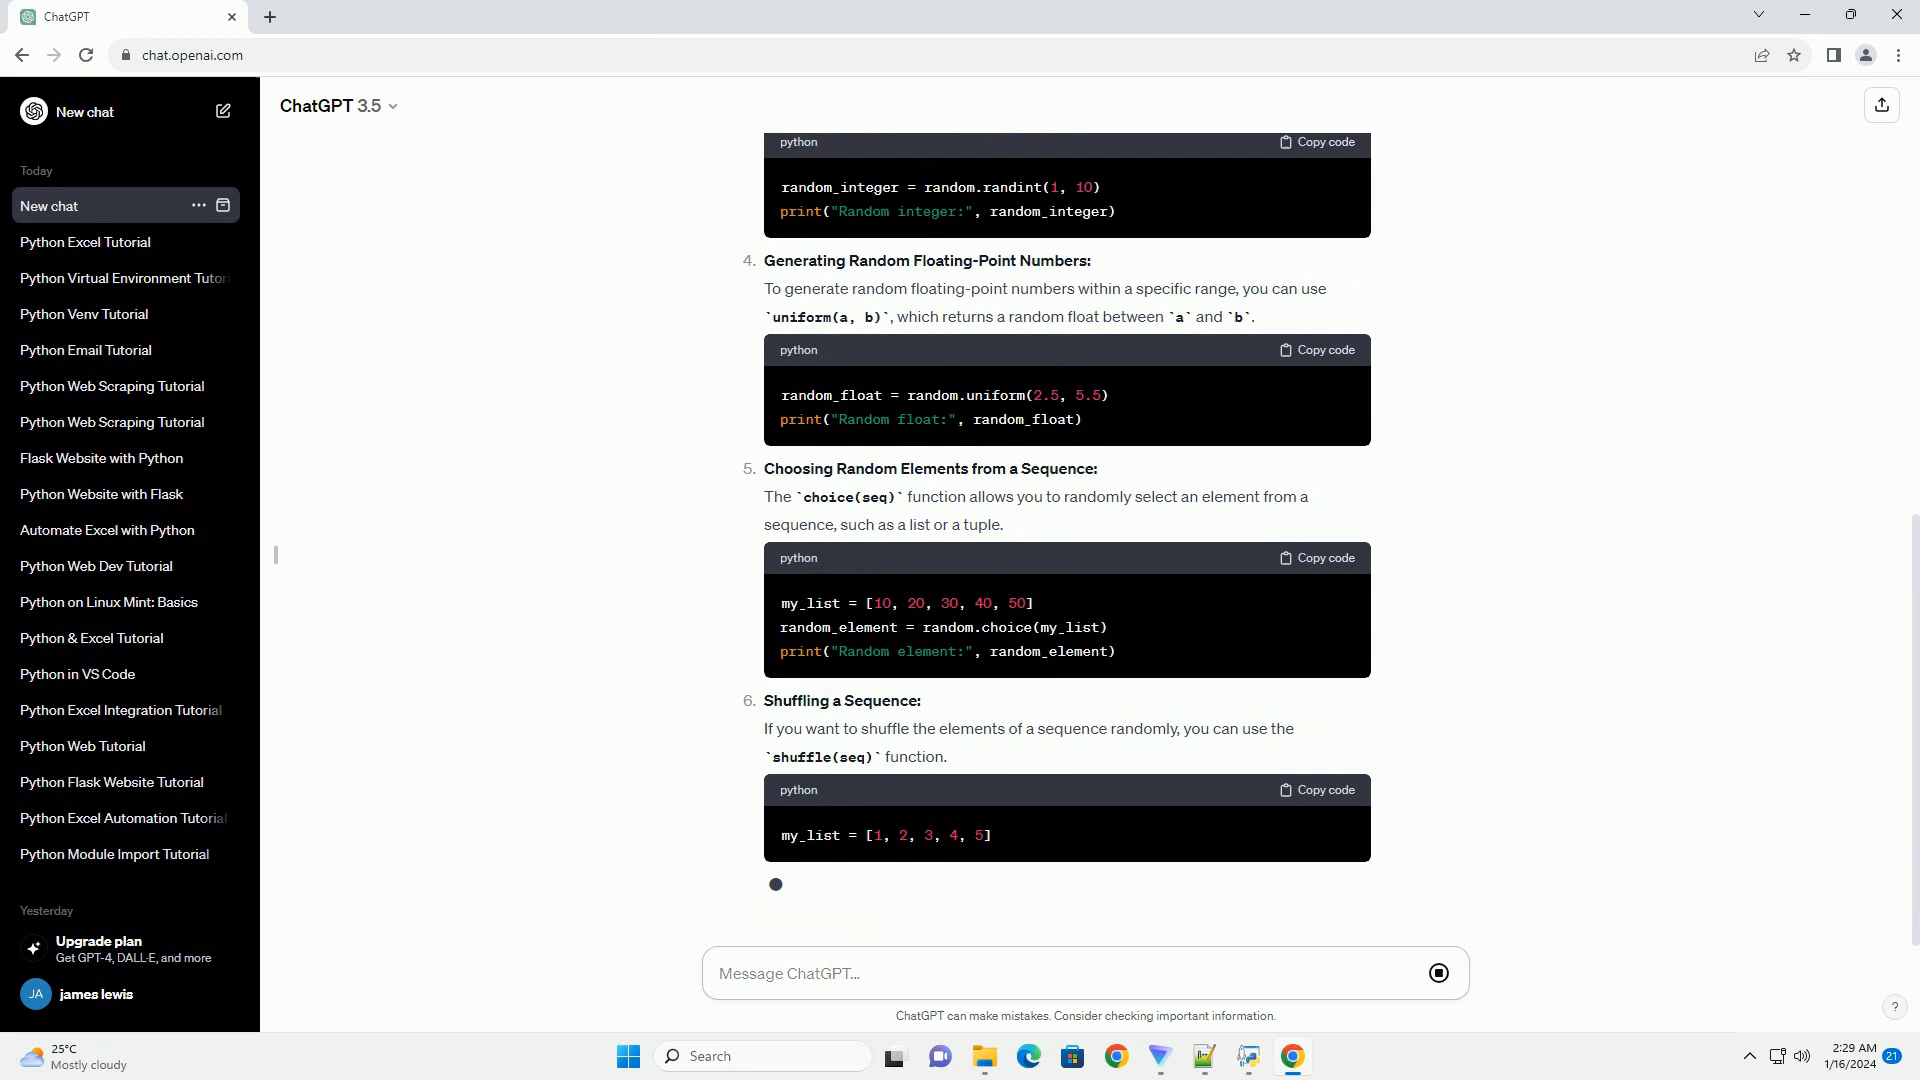 ChatGPT
chat.openai.com
New chat
Today
New chat
Python Excel Tutorial
Python Virtual Environment Tutori
Python Venv Tutorial
Python Email Tutorial
Python Web Scraping Tutorial
Python Web Scraping Tutorial
Flask Website with Python
Python Website with Flask
Automate Excel with Python
Python Web Dev Tutorial
Python on Linux Mint: Basics
Python & Excel Tutorial
Python in VS Code
Python Excel Integration Tutorial
Python Web Tutorial
Python Flask Website Tutorial
Python Excel Automation Tutorial
Python Module Import Tutorial
Yesterday
Upgrade plan
Get GPT-4, DALL·E, and more
JA james lewis
ChatGPT 3.5
python Copy code
random_integer = random.randint(1, 10)
print("Random integer:", random_integer)
4. Generating Random Floating-Point Numbers:
To generate random floating-point numbers within a specific range, you can use
`uniform(a, b)`, which returns a random float between `a` and `b`.
python Copy code
random_float = random.uniform(2.5, 5.5)
print("Random float:", random_float)
5. Choosing Random Elements from a Sequence:
The `choice(seq)` function allows you to randomly select an element from a
sequence, such as a list or a tuple.
python Copy code
my_list = [10, 20, 30, 40, 50]
random_element = random.choice(my_list)
print("Random element:", random_element)
6. Shuffling a Sequence:
If you want to shuffle the elements of a sequence randomly, you can use the
`shuffle(seq)` function.
python Copy code
my_list = [1, 2, 3, 4, 5]
Message ChatGPT...
ChatGPT can make mistakes. Consider checking important information.
?
25°C
Mostly cloudy
Search
2:29 AM
1/16/2024
21